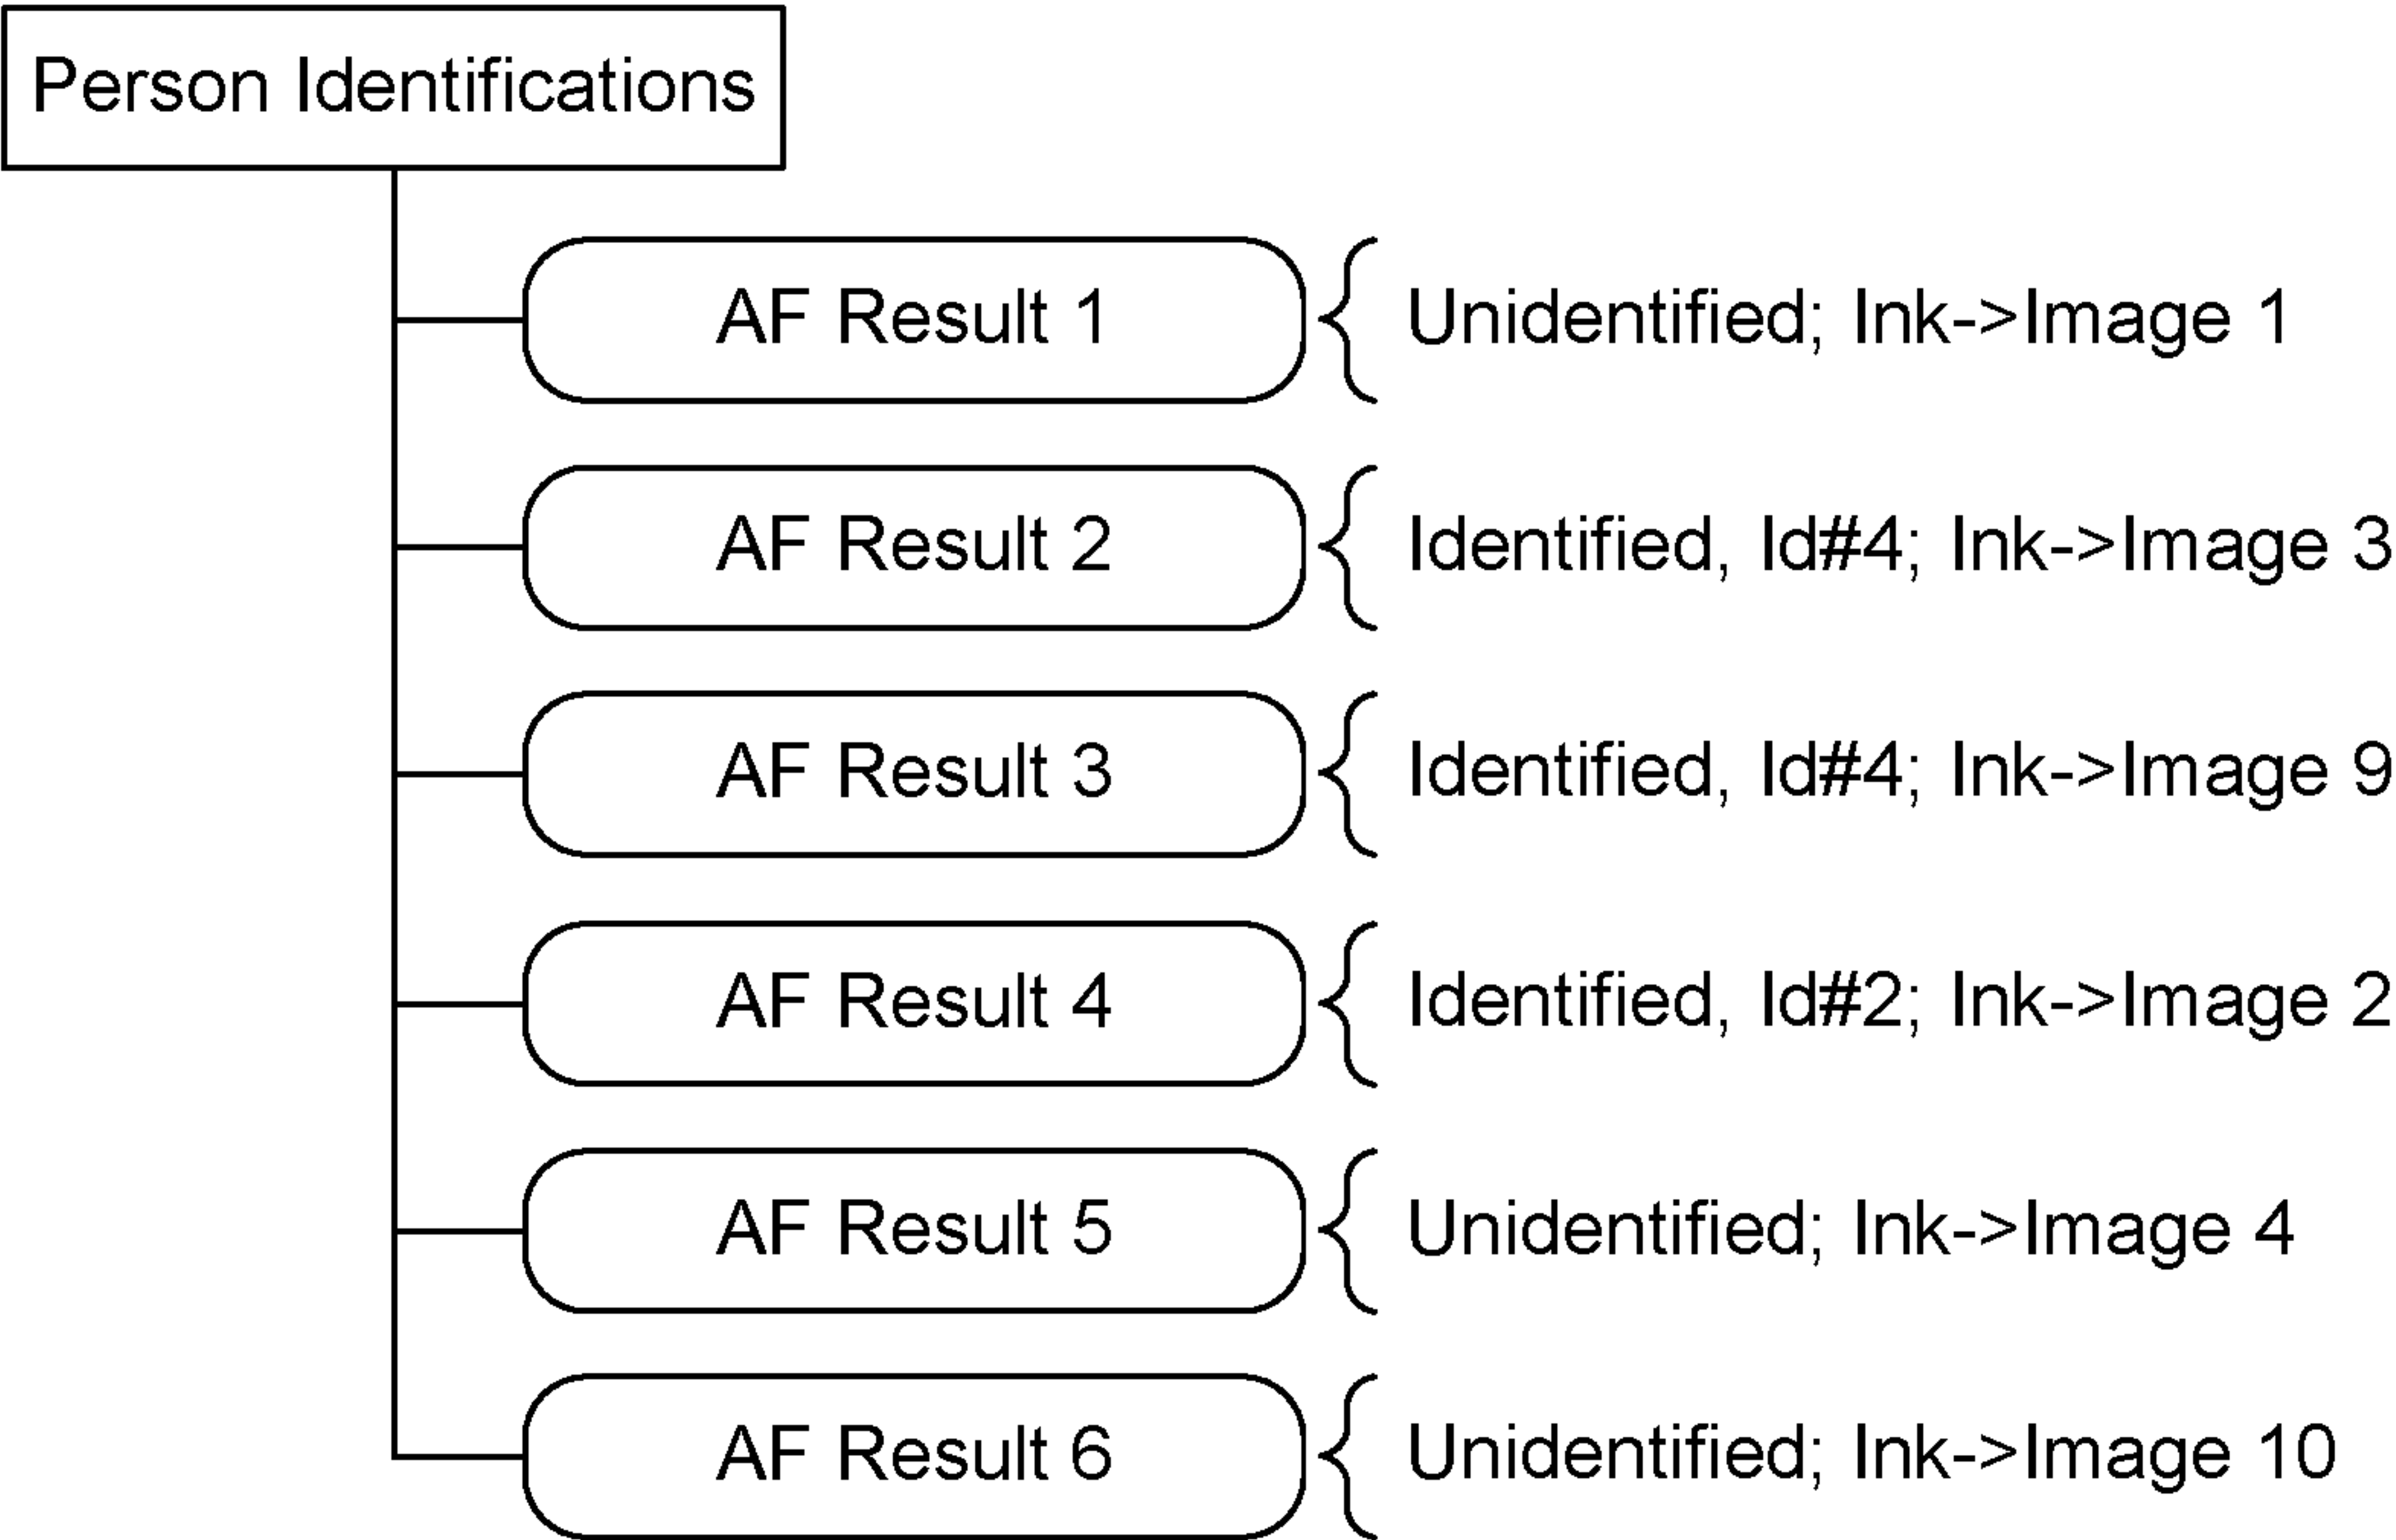 Person Identifications
AF Result 1 Unidentified; Ink->Image 1
AF Result 2 Identified, Id#4; Ink->Image 3
AF Result 3 Identified, Id#4; Ink->Image 9
AF Result 4 Identified, Id#2; Ink->Image 2
AF Result 5 Unidentified; Ink->Image 4
AF Result 6 Unidentified; Ink->Image 10